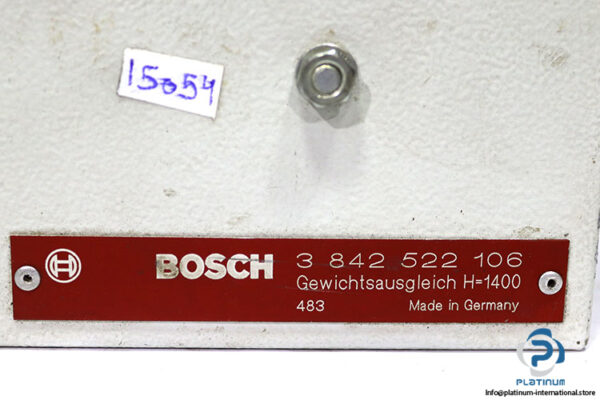 15054
BOSCH 3 842 522 106
Gewichtsausgleich H=1400
483 Made in Germany
PLATINUM
Info@platinum-international.store